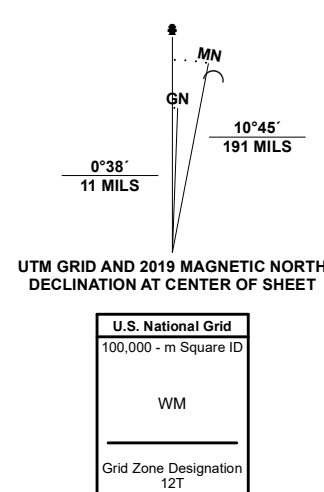 MN
GN
10°45´
191 MILS
0°38´
11 MILS
UTM GRID AND 2019 MAGNETIC NORTH
DECLINATION AT CENTER OF SHEET
U.S. National Grid
100,000 - m Square ID
WM
Grid Zone Designation
12T